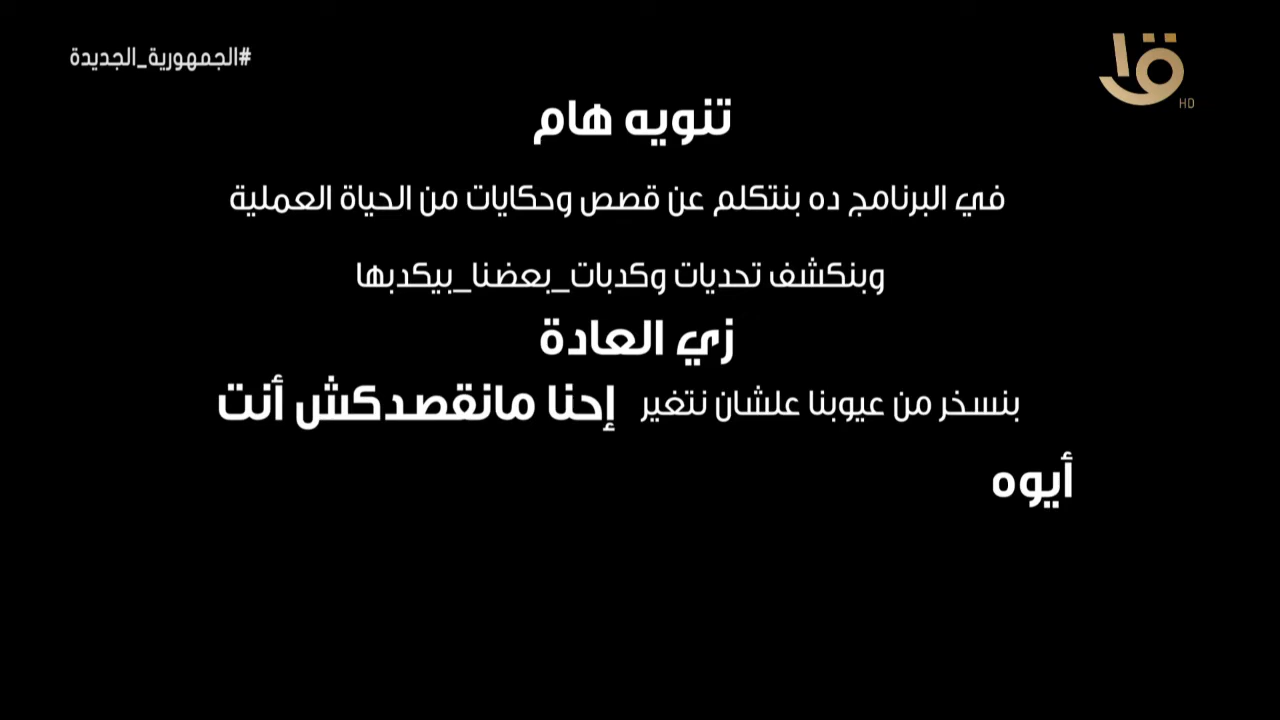 #الجمهورية_الجديدة
HD
تنويه هام
في البرنامج ده بنتكلم عن قصص وحكايات من الحياة العملية
وبنكشف تحديات وكدبات_بعضنا_بيكدبها
زي العادة
بنسخر من عيوبنا علشان نتغير إحنا مانقصدكش أنت
أيوه